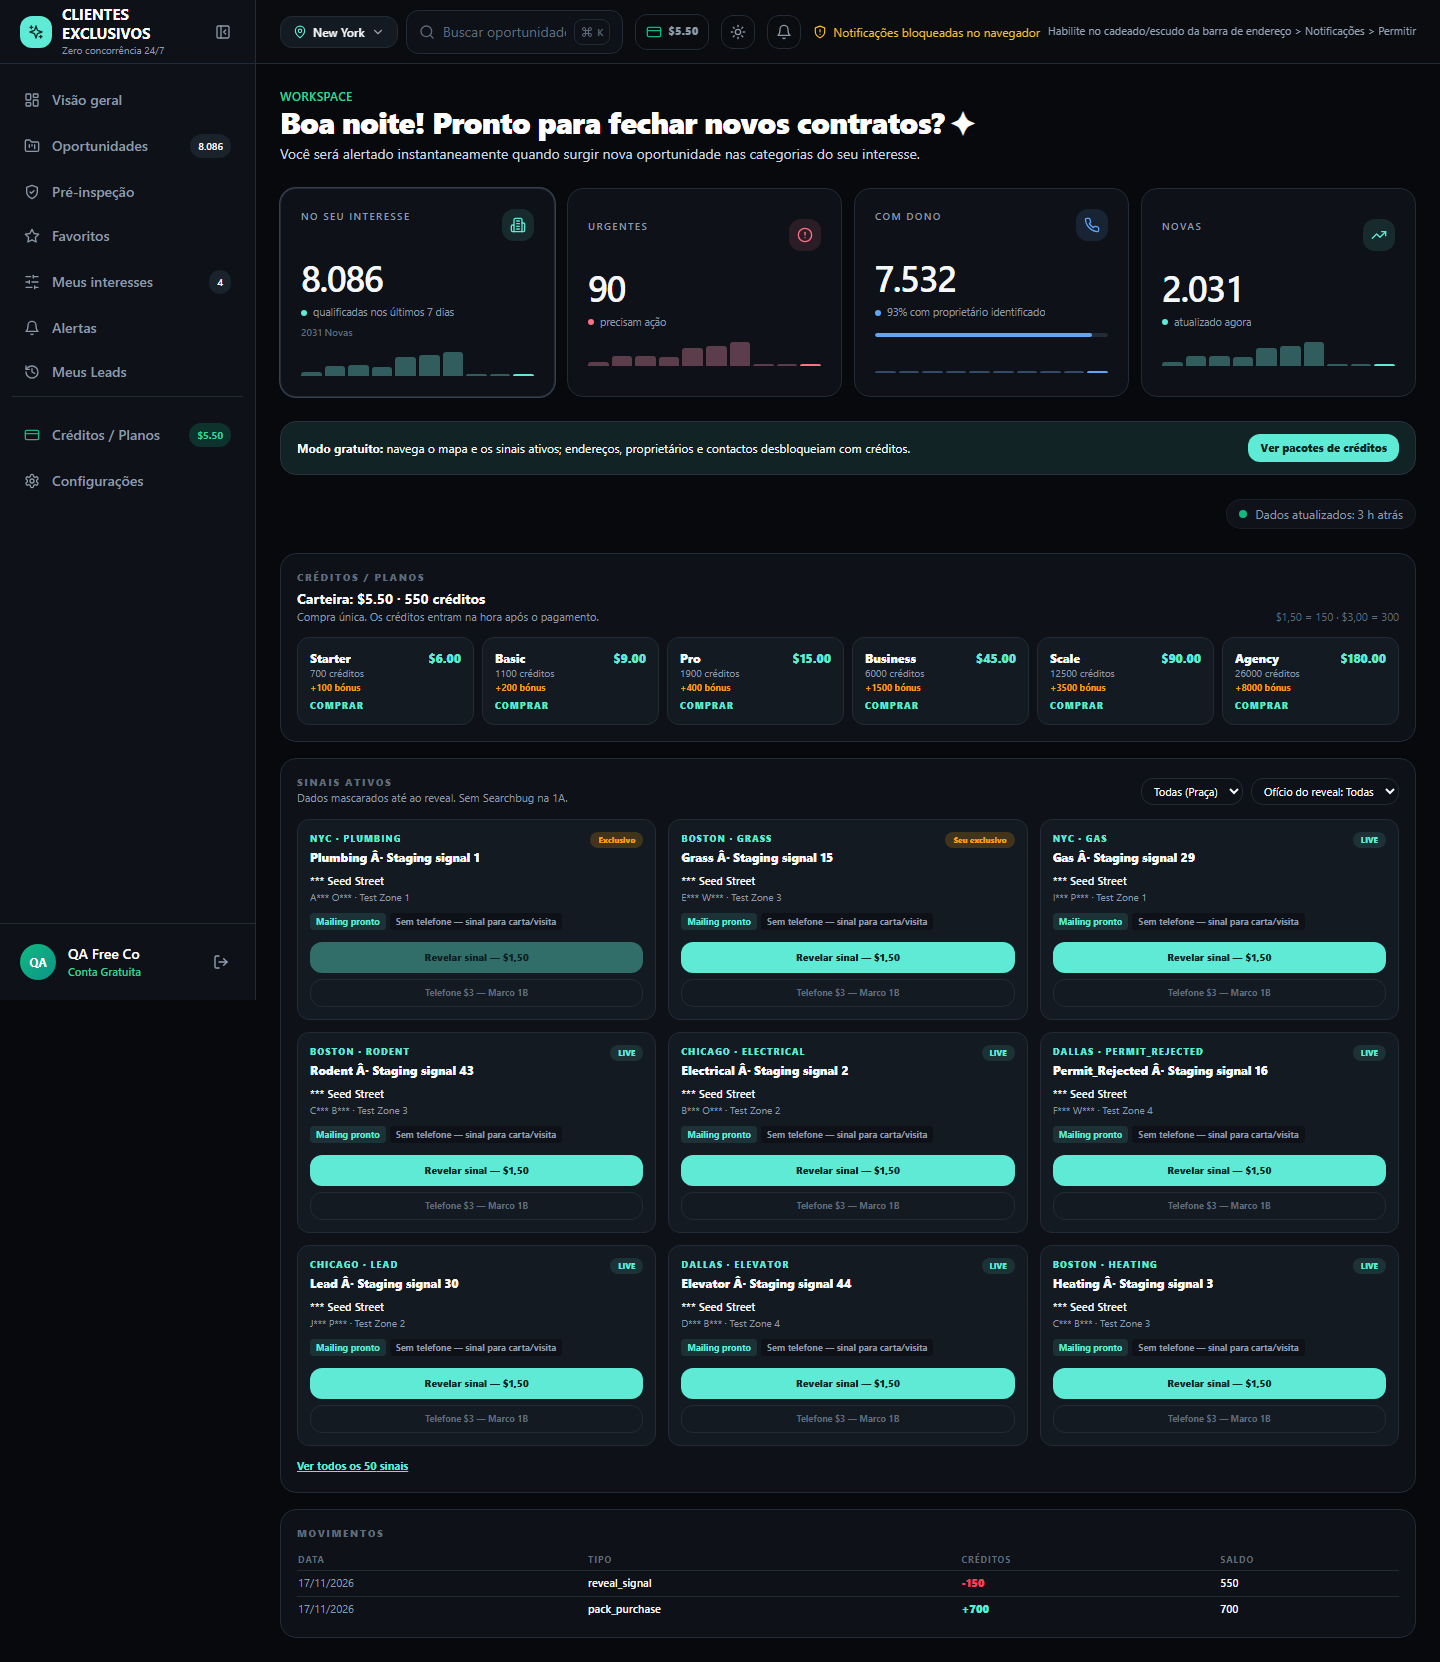 CLIENTES
EXCLUSIVOS
Zero concorrência 24/7
New York
Buscar oportunidad
⌘ K
$5.50
Notificações bloqueadas no navegador
Habilite no cadeado/escudo da barra de endereço > Notificações > Permitir
Visão geral
Oportunidades
8.086
Pré-inspeção
Favoritos
Meus interesses
4
Alertas
Meus Leads
Créditos / Planos
$5.50
Configurações
QA
QA Free Co
Conta Gratuita
WORKSPACE
Boa noite! Pronto para fechar novos contratos? ✦
Você será alertado instantaneamente quando surgir nova oportunidade nas categorias do seu interesse.
NO SEU INTERESSE
8.086
qualificadas nos últimos 7 dias
2031 Novas
URGENTES
90
precisam ação
COM DONO
7.532
93% com proprietário identificado
NOVAS
2.031
atualizado agora
Modo gratuito: navega o mapa e os sinais ativos; endereços, proprietários e contactos desbloqueiam com créditos.
Ver pacotes de créditos
Dados atualizados: 3 h atrás
CRÉDITOS / PLANOS
Carteira: $5.50 · 550 créditos
Compra única. Os créditos entram na hora após o pagamento.
$1,50 = 150 · $3,00 = 300
Starter $6.00
700 créditos
+100 bónus
COMPRAR
Basic $9.00
1100 créditos
+200 bónus
COMPRAR
Pro $15.00
1900 créditos
+400 bónus
COMPRAR
Business $45.00
6000 créditos
+1500 bónus
COMPRAR
Scale $90.00
12500 créditos
+3500 bónus
COMPRAR
Agency $180.00
26000 créditos
+8000 bónus
COMPRAR
SINAIS ATIVOS
Dados mascarados até ao reveal. Sem Searchbug na 1A.
Todas (Praça)
Ofício do reveal: Todas
NYC · PLUMBING
Exclusivo
Plumbing Â· Staging signal 1
*** Seed Street
A*** O*** · Test Zone 1
Mailing pronto
Sem telefone — sinal para carta/visita
Revelar sinal — $1,50
Telefone $3 — Marco 1B
BOSTON · GRASS
Seu exclusivo
Grass Â· Staging signal 15
*** Seed Street
E*** W*** · Test Zone 3
Mailing pronto
Sem telefone — sinal para carta/visita
Revelar sinal — $1,50
Telefone $3 — Marco 1B
NYC · GAS
LIVE
Gas Â· Staging signal 29
*** Seed Street
I*** P*** · Test Zone 1
Mailing pronto
Sem telefone — sinal para carta/visita
Revelar sinal — $1,50
Telefone $3 — Marco 1B
BOSTON · RODENT
LIVE
Rodent Â· Staging signal 43
*** Seed Street
C*** B*** · Test Zone 3
Mailing pronto
Sem telefone — sinal para carta/visita
Revelar sinal — $1,50
Telefone $3 — Marco 1B
CHICAGO · ELECTRICAL
LIVE
Electrical Â· Staging signal 2
*** Seed Street
B*** O*** · Test Zone 2
Mailing pronto
Sem telefone — sinal para carta/visita
Revelar sinal — $1,50
Telefone $3 — Marco 1B
DALLAS · PERMIT_REJECTED
LIVE
Permit_Rejected Â· Staging signal 16
*** Seed Street
F*** W*** · Test Zone 4
Mailing pronto
Sem telefone — sinal para carta/visita
Revelar sinal — $1,50
Telefone $3 — Marco 1B
CHICAGO · LEAD
LIVE
Lead Â· Staging signal 30
*** Seed Street
J*** P*** · Test Zone 2
Mailing pronto
Sem telefone — sinal para carta/visita
Revelar sinal — $1,50
Telefone $3 — Marco 1B
DALLAS · ELEVATOR
LIVE
Elevator Â· Staging signal 44
*** Seed Street
D*** B*** · Test Zone 4
Mailing pronto
Sem telefone — sinal para carta/visita
Revelar sinal — $1,50
Telefone $3 — Marco 1B
BOSTON · HEATING
LIVE
Heating Â· Staging signal 3
*** Seed Street
C*** B*** · Test Zone 3
Mailing pronto
Sem telefone — sinal para carta/visita
Revelar sinal — $1,50
Telefone $3 — Marco 1B
Ver todos os 50 sinais
MOVIMENTOS
DATA TIPO CRÉDITOS SALDO
17/11/2026 reveal_signal -150 550
17/11/2026 pack_purchase +700 700